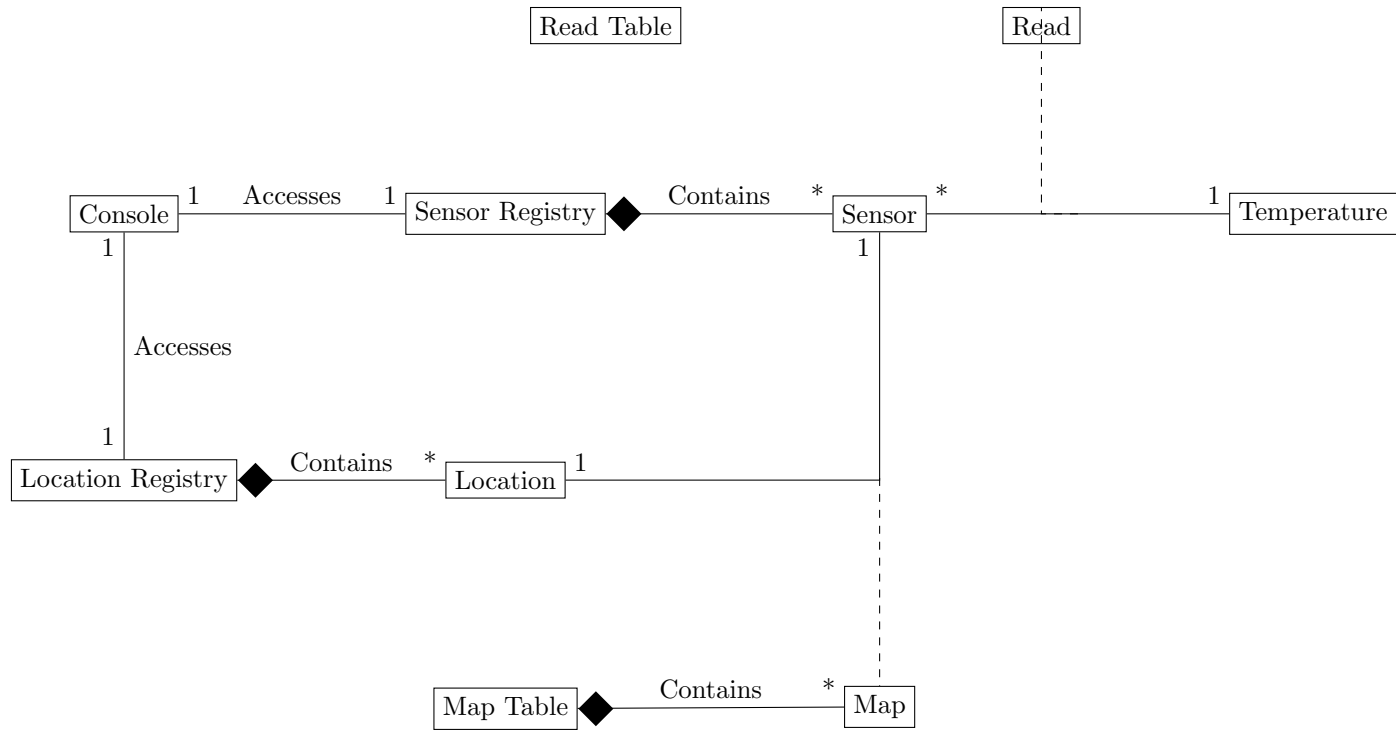 Read Table
Read
1 Accesses 1 Contains * * 1
Console Sensor Registry Sensor Temperature
1 1
Accesses
1 Contains * 1
Location Registry Location
Contains *
Map Table Map